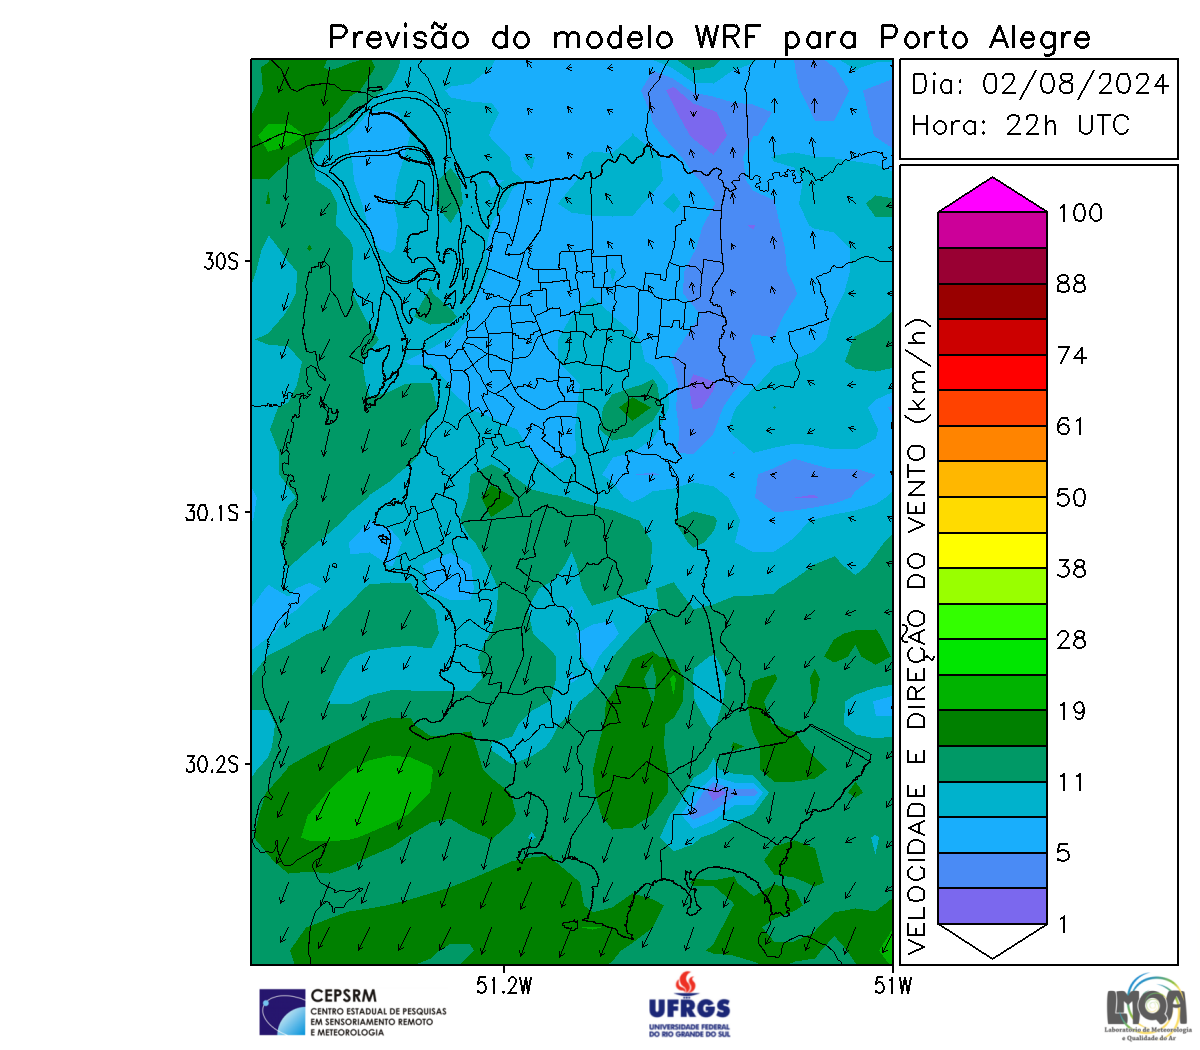 Previsão do modelo WRF para Porto Alegre
Dia: 02/08/2024
Hora: 22h UTC
100
88
74
61
50
38
28
19
11
5
1
VELOCIDADE E DIREÇÃO DO VENTO (km/h)
30S
30.1S
30.2S
51.2W
51W
CEPSRM
CENTRO ESTADUAL DE PESQUISAS
EM SENSORIAMENTO REMOTO
E METEOROLOGIA
UFRGS
UNIVERSIDADE FEDERAL
DO RIO GRANDE DO SUL
LMQA
Laboratório de Meteorologia
e Qualidade do Ar